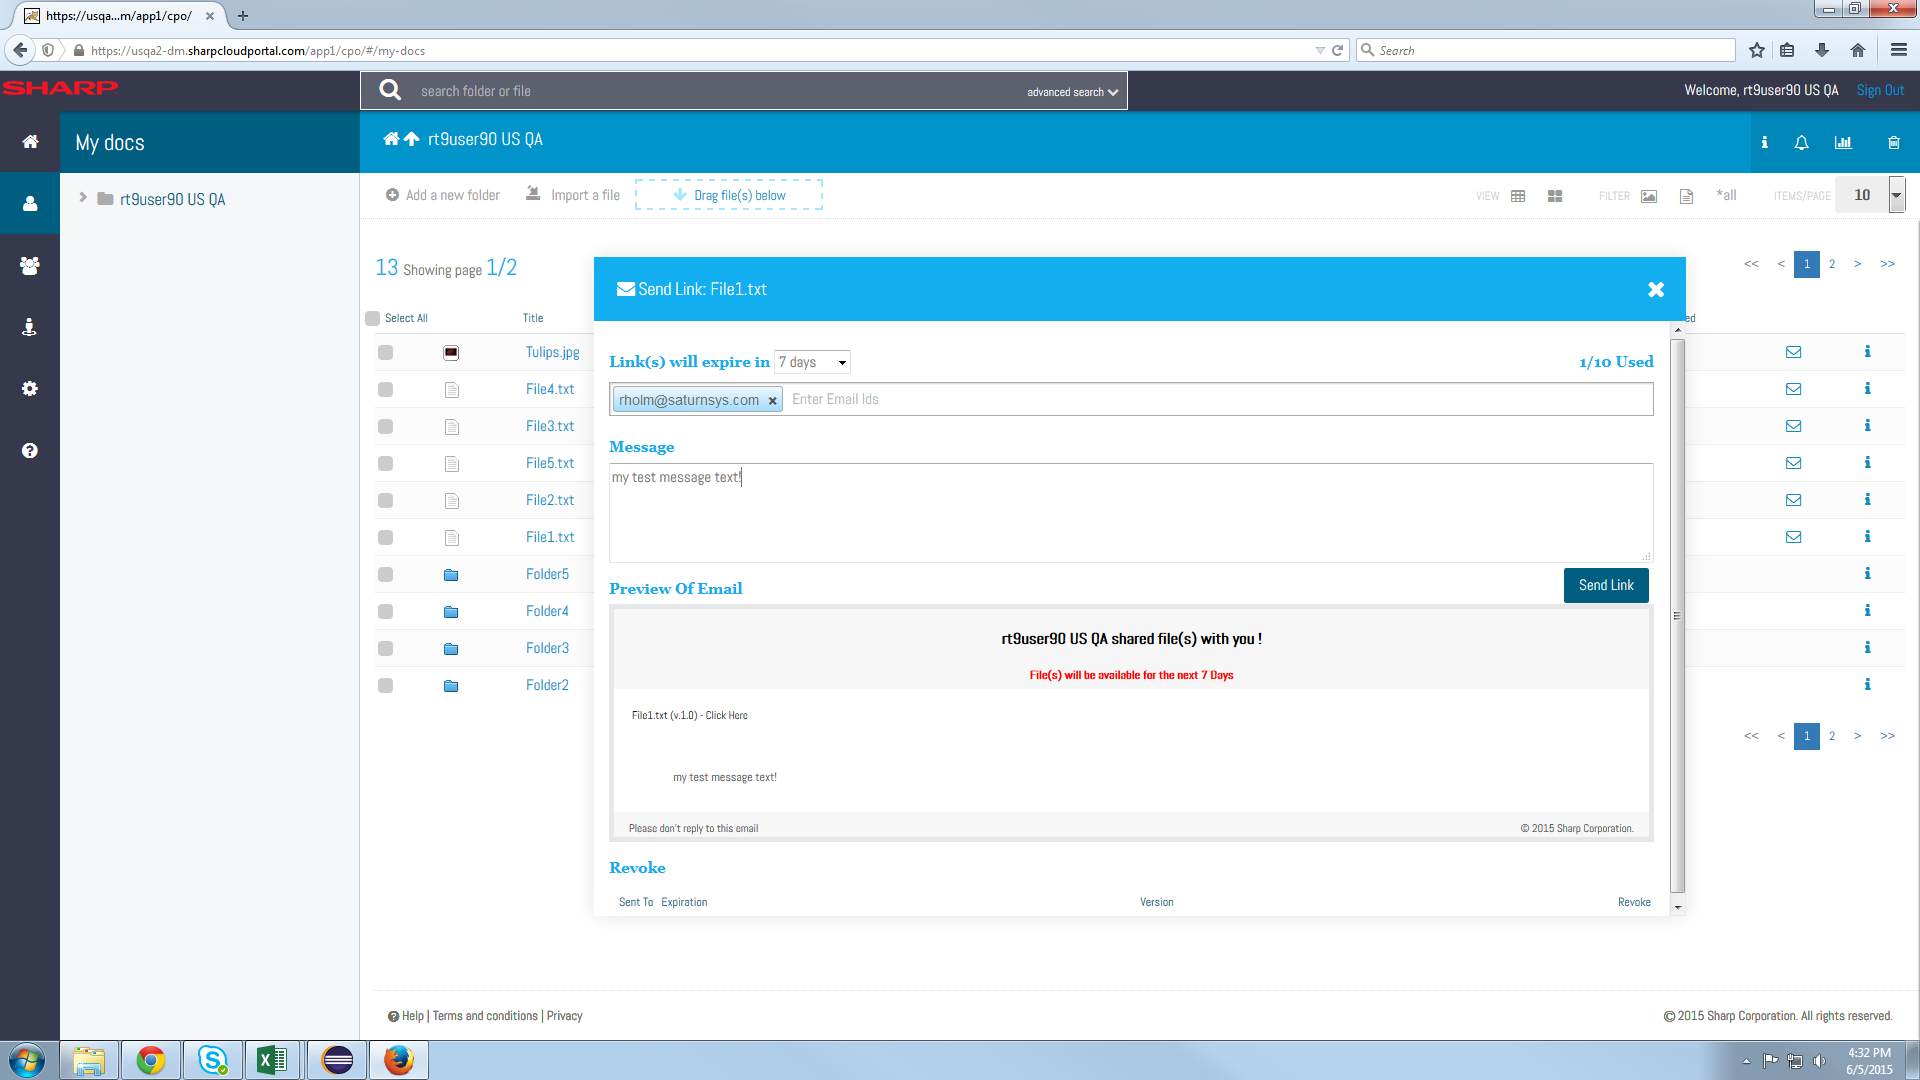 https://usqa...m/app1/cpo/
https://usqa2-dm.sharpcloudportal.com/app1/cpo/#/my-docs
Search
SHARP
search folder or file
advanced search
Welcome, rt9user90 US QA
Sign Out
My docs
rt9user90 US QA
rt9user90 US QA
Add a new folder
Import a file
Drag file(s) below
VIEW
FILTER
*all
ITEMS/PAGE
10
13 Showing page 1/2
<< < 1 2 > >>
Select All
Title
ed
Tulips.jpg
File4.txt
File3.txt
File5.txt
File2.txt
File1.txt
Folder5
Folder4
Folder3
Folder2
Send Link: File1.txt
Link(s) will expire in
7 days
1/10 Used
rholm@saturnsys.com
Enter Email Ids
Message
my test message text!
Send Link
Preview Of Email
rt9user90 US QA shared file(s) with you !
File(s) will be available for the next 7 Days
File1.txt (v.1.0) - Click Here
my test message text!
Please don't reply to this email
© 2015 Sharp Corporation.
Revoke
Sent To Expiration Version Revoke
<< < 1 2 > >>
Help | Terms and conditions | Privacy
© 2015 Sharp Corporation. All rights reserved.
4:32 PM
6/5/2015